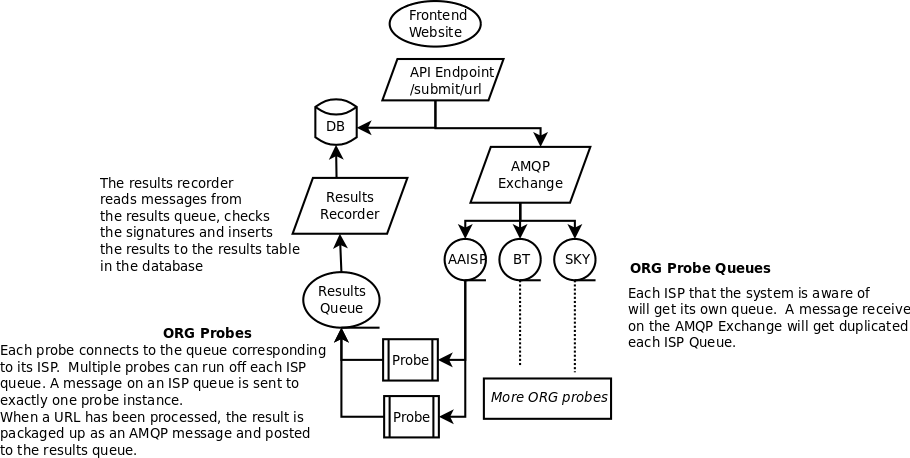 Frontend
Website
API Endpoint
/submit/url
DB
AMQP
Exchange
The results recorder
reads messages from
the results queue, checks
the signatures and inserts
the results to the results table
in the database
Results
Recorder
AAISP
BT
SKY
ORG Probe Queues
Each ISP that the system is aware of
will get its own queue.  A message receive
on the AMQP Exchange will get duplicated
each ISP Queue.
Results
Queue
ORG Probes
Each probe connects to the queue corresponding
to its ISP.  Multiple probes can run off each ISP
queue. A message on an ISP queue is sent to
exactly one probe instance.
When a URL has been processed, the result is
packaged up as an AMQP message and posted
to the results queue.
Probe
Probe
More ORG probes